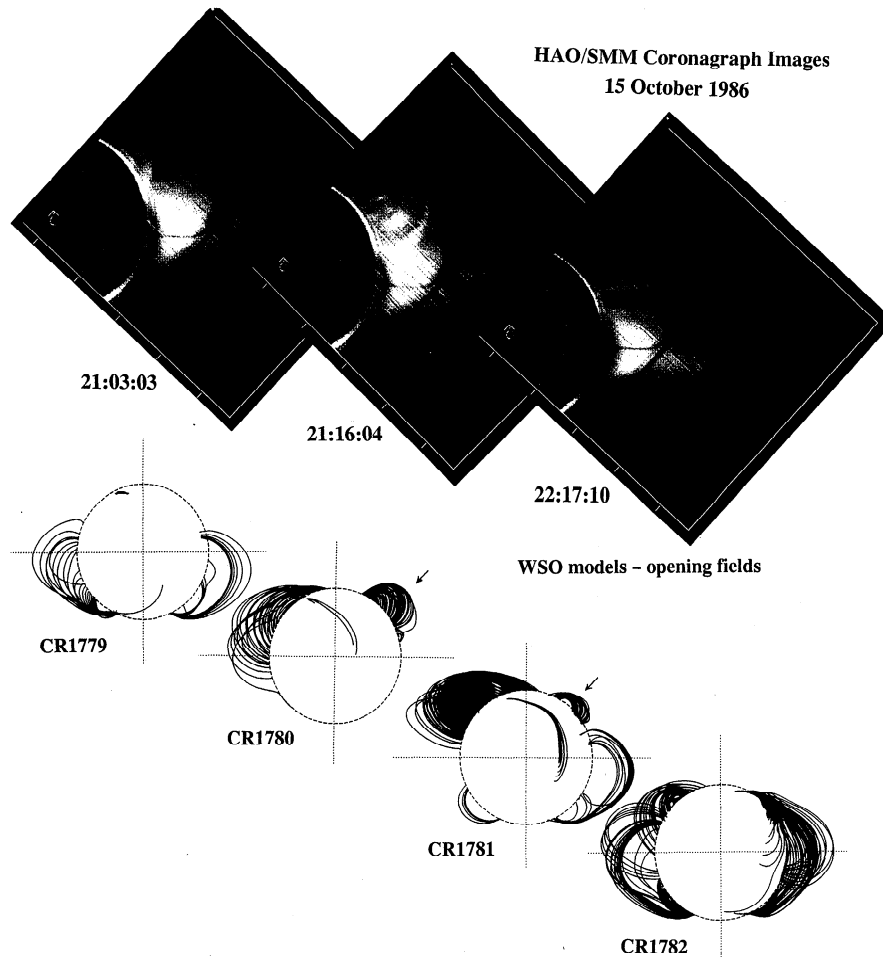 HAO/SMM Coronagraph Images
15 October 1986
21:03:03
21:16:04
22:17:10
WSO models – opening fields
CR1779
CR1780
CR1781
CR1782